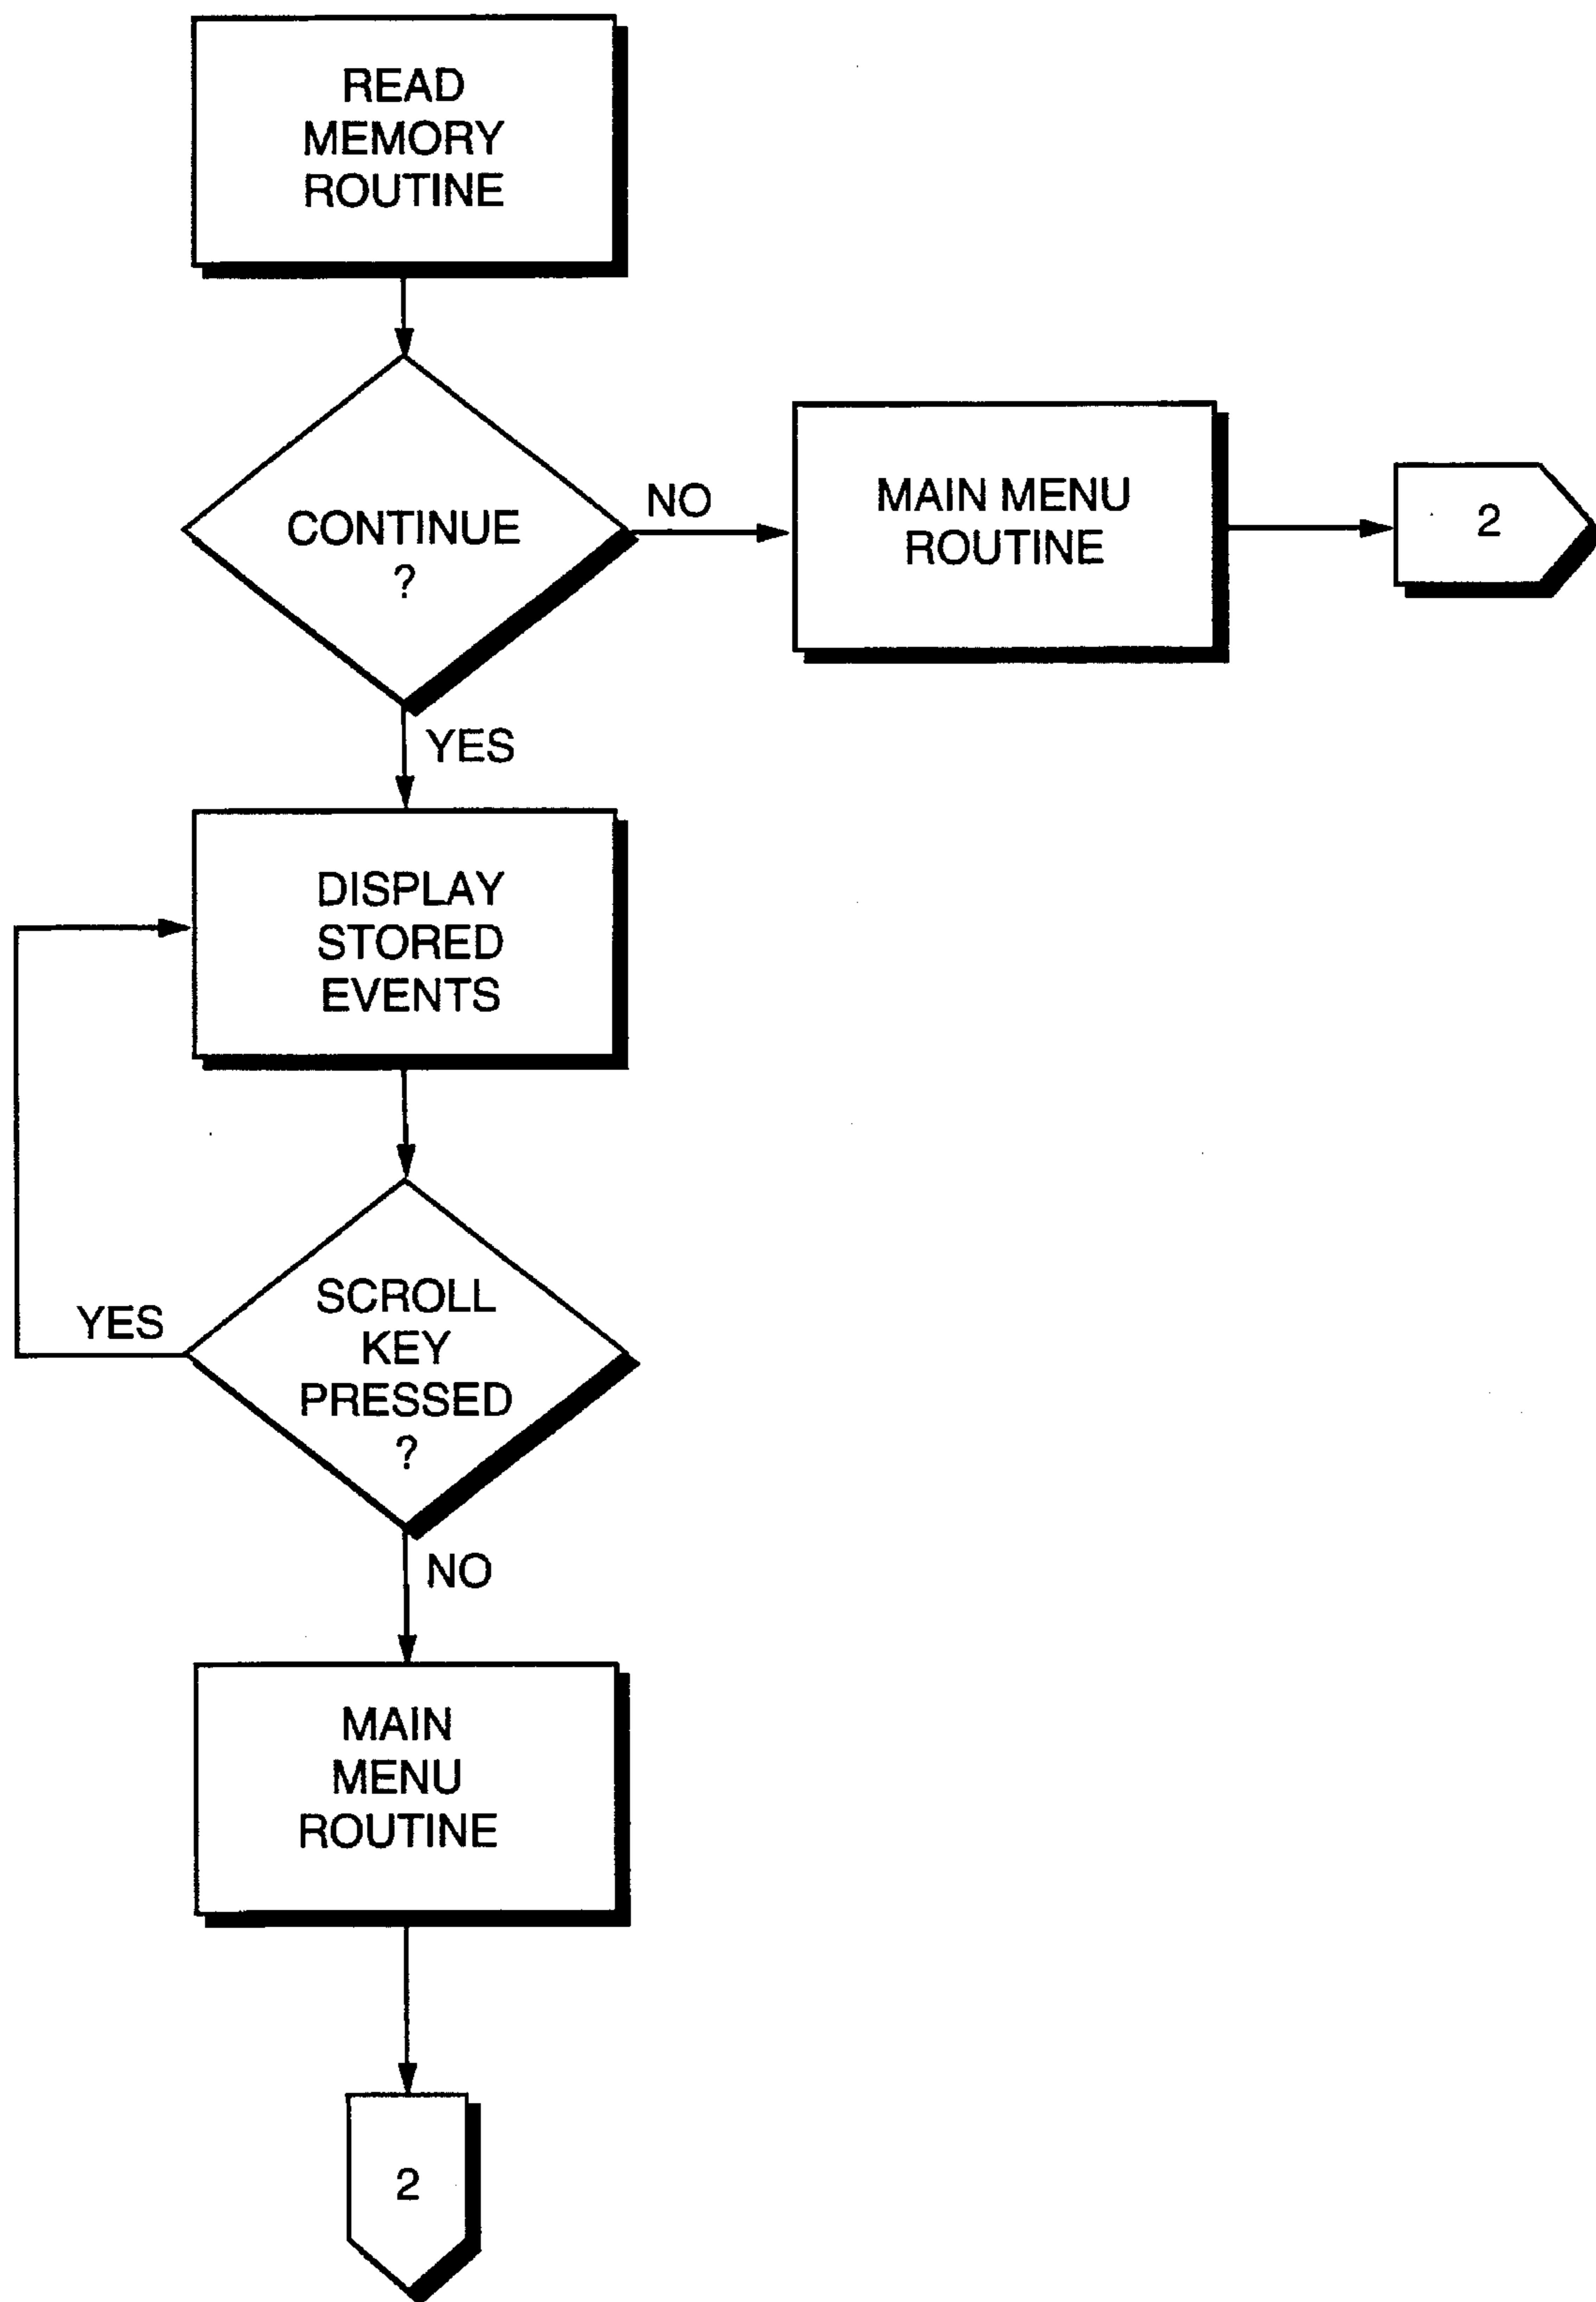 READ
MEMORY
ROUTINE
CONTINUE
?
NO
MAIN MENU
ROUTINE
2
YES
DISPLAY
STORED
EVENTS
SCROLL
KEY
PRESSED
?
YES
NO
MAIN
MENU
ROUTINE
2